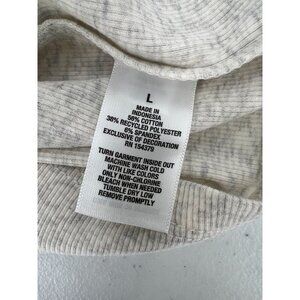 L
MADE IN
INDONESIA
56% COTTON
38% RECYCLED POLYESTER
6% SPANDEX
EXCLUSIVE OF DECORATION
RN 154379
TURN GARMENT INSIDE OUT
MACHINE WASH COLD
WITH LIKE COLORS
ONLY NON-CHLORINE
BLEACH WHEN NEEDED
TUMBLE DRY LOW
REMOVE PROMPTLY